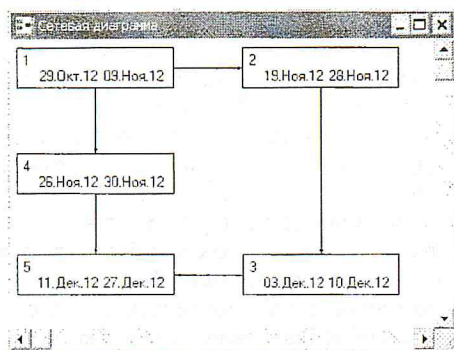 Сетевая диаграмма
1
29.Окт.12 09.Ноя.12
2
19.Ноя.12 28.Ноя.12
4
26.Ноя.12 30.Ноя.12
5
11.Дек.12 27.Дек.12
3
03.Дек.12 10.Дек.12